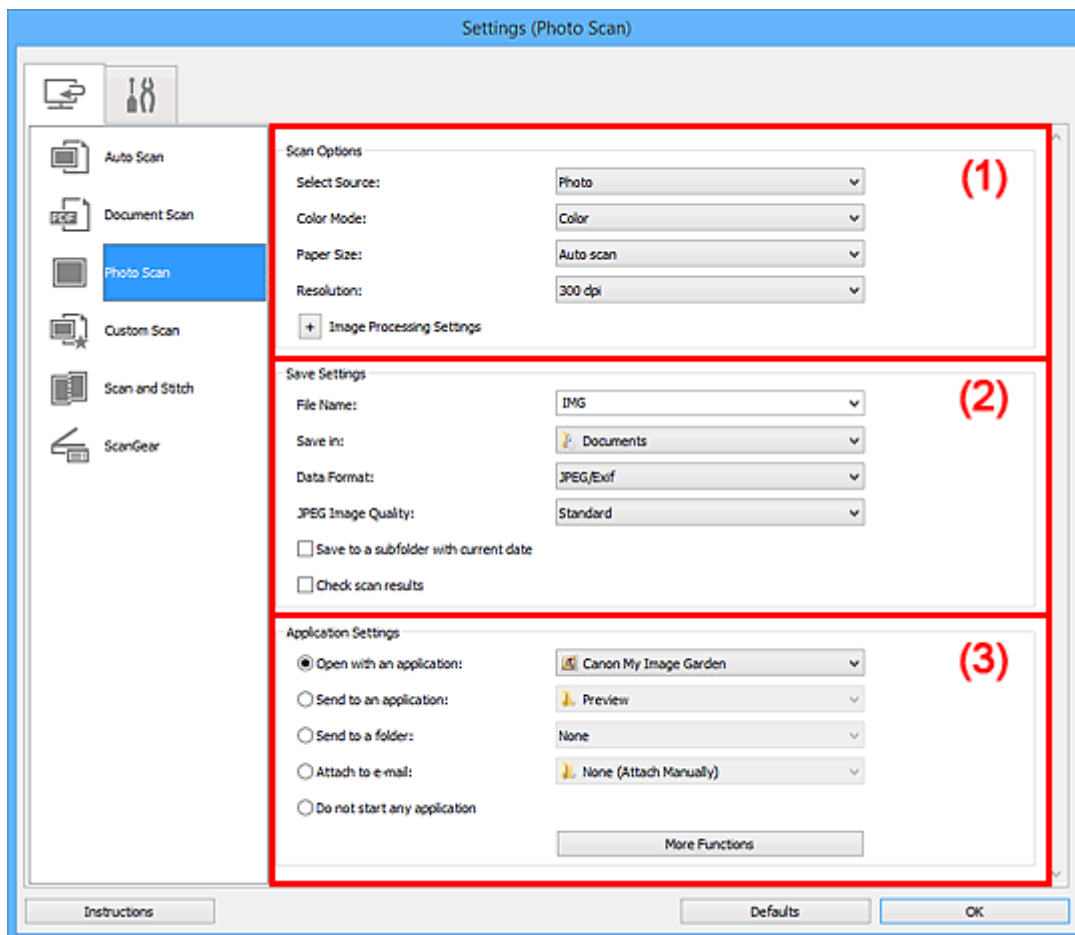 Settings (Photo Scan)
Auto Scan
PDF
Document Scan
Photo Scan
Custom Scan
Scan and Stitch
ScanGear
Scan Options
(1)
Select Source: Photo
Color Mode: Color
Paper Size: Auto scan
Resolution: 300 dpi
+ Image Processing Settings
Save Settings
(2)
File Name: IMG
Save in: Documents
Data Format: JPEG/Exif
JPEG Image Quality: Standard
Save to a subfolder with current date
Check scan results
Application Settings
(3)
Open with an application: Canon My Image Garden
Send to an application: Preview
Send to a folder: None
Attach to e-mail: None (Attach Manually)
Do not start any application
More Functions
Instructions Defaults OK